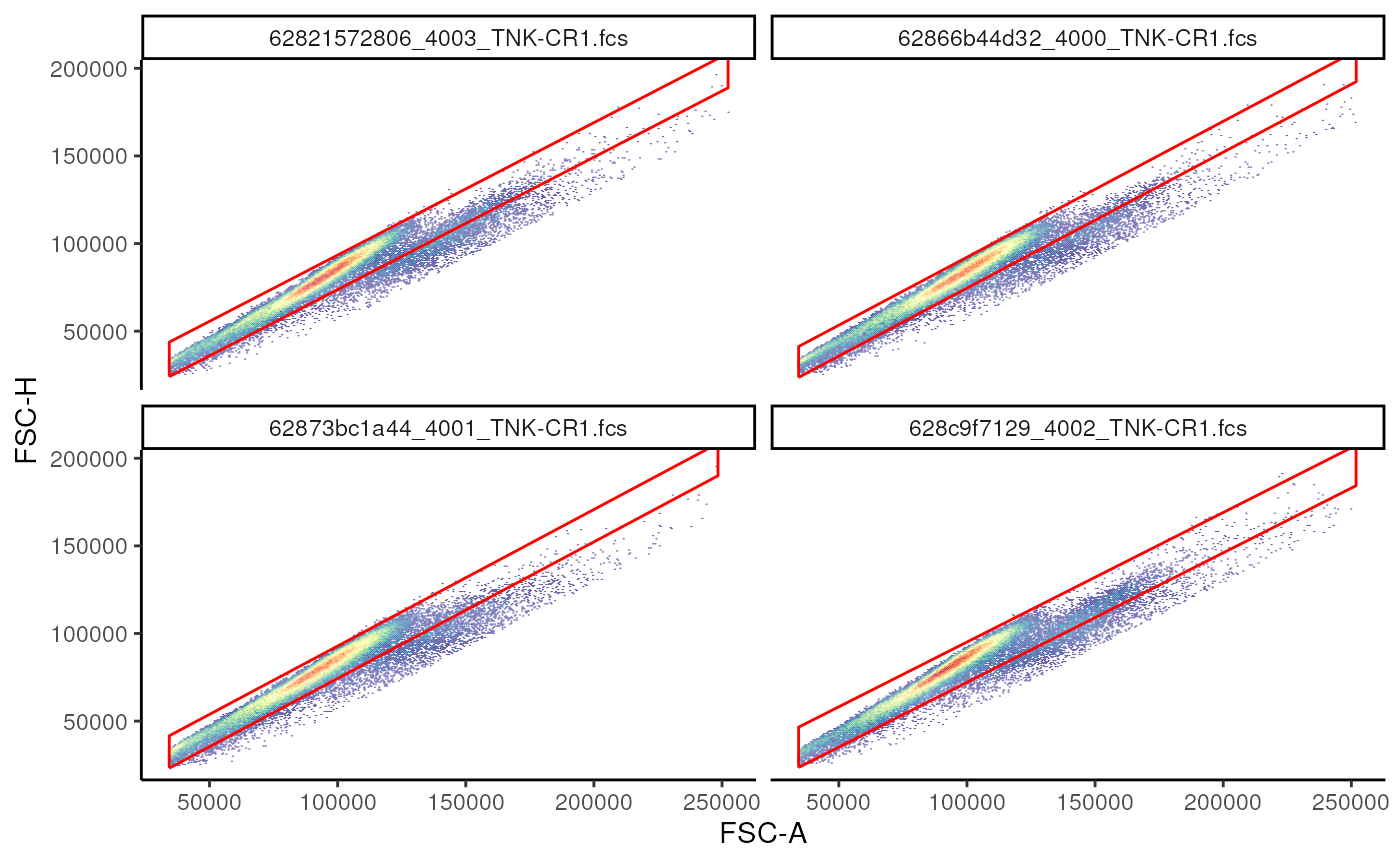 62821572806_4003_TNK-CR1.fcs
62866b44d32_4000_TNK-CR1.fcs
200000
150000
100000
50000
FSC-H
62873bc1a44_4001_TNK-CR1.fcs
628c9f7129_4002_TNK-CR1.fcs
200000
150000
100000
50000
50000 100000 150000 200000 250000
50000 100000 150000 200000 250000
FSC-A